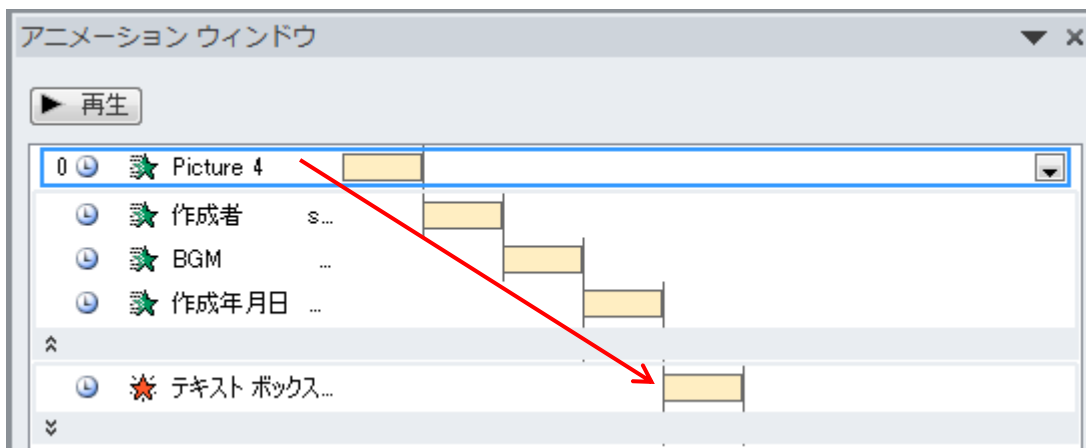 アニメーション ウィンドウ
再生
0 Picture 4
作成者 s...
BGM ...
作成年月日 ...
テキスト ボックス...